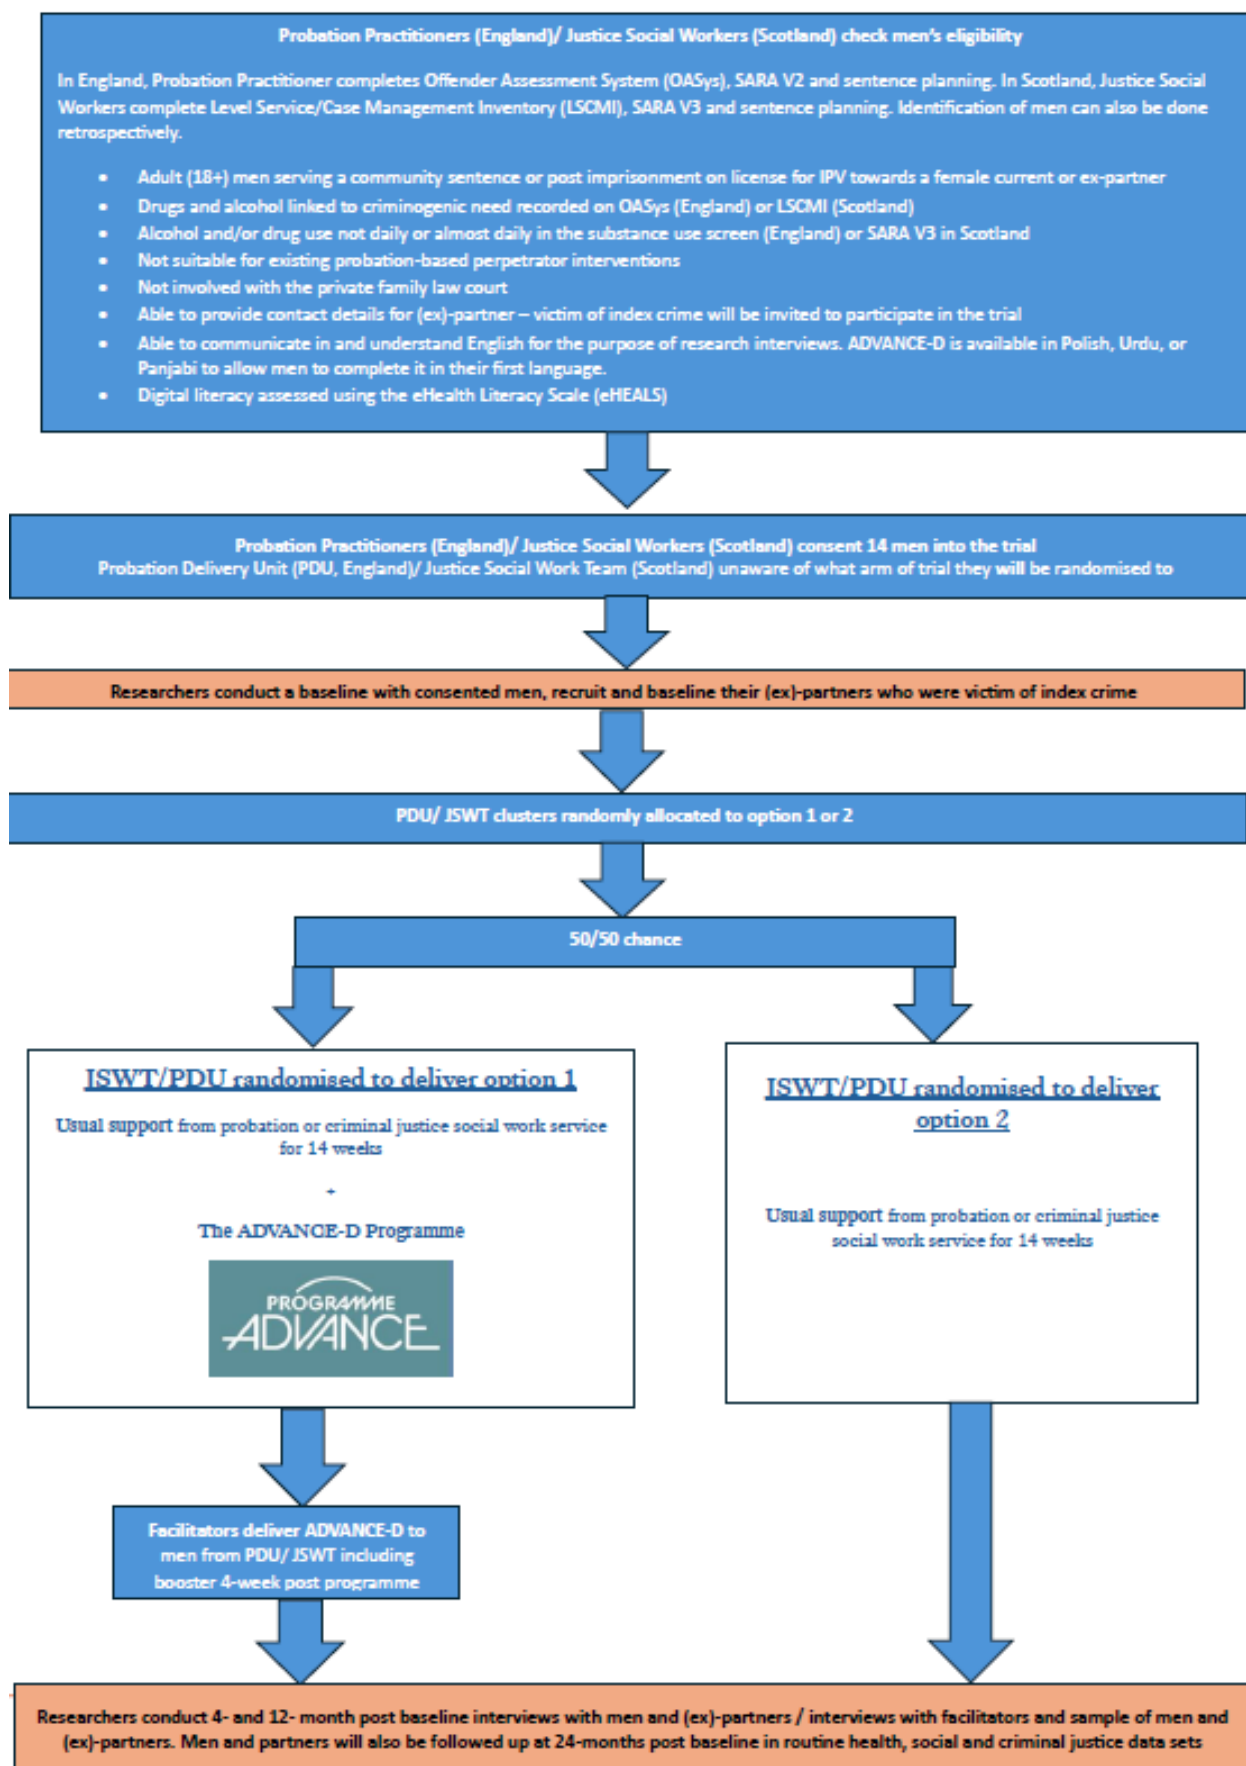 Probation Practitioners (England)/ Justice Social Workers (Scotland) check men's eligibility
In England, Probation Practitioner completes Offender Assessment System (OASys), SARA V2 and sentence planning. In Scotland, Justice Social
Workers complete Level Service/Case Management Inventory (LSCMI), SARA V3 and sentence planning. Identification of men can also be done
retrospectively.
• Adult (18+) men serving a community sentence or post imprisonment on license for IPV towards a female current or ex-partner
• Drugs and alcohol linked to criminogenic need recorded on OASys (England) or LSCMI (Scotland)
• Alcohol and/or drug use not daily or almost daily in the substance use screen (England) or SARA V3 in Scotland
• Not suitable for existing probation-based perpetrator interventions
• Not involved with the private family law court
• Able to provide contact details for (ex)-partner – victim of index crime will be invited to participate in the trial
• Able to communicate in and understand English for the purpose of research interviews. ADVANCE-D is available in Polish, Urdu, or
Panjabi to allow men to complete it in their first language.
• Digital literacy assessed using the eHealth Literacy Scale (eHEALS)
Probation Practitioners (England)/ Justice Social Workers (Scotland) consent 14 men into the trial
Probation Delivery Unit (PDU, England)/ Justice Social Work Team (Scotland) unaware of what arm of trial they will be randomised to
Researchers conduct a baseline with consented men, recruit and baseline their (ex)-partners who were victim of index crime
PDU/ JSWT clusters randomly allocated to option 1 or 2
50/50 chance
JSWT/PDU randomised to deliver option 1
Usual support from probation or criminal justice social work service
for 14 weeks
+
The ADVANCE-D Programme
PROGRAMME
ADVANCE
JSWT/PDU randomised to deliver
option 2
Usual support from probation or criminal justice
social work service for 14 weeks
Facilitators deliver ADVANCE-D to
men from PDU/ JSWT including
booster 4-week post programme
Researchers conduct 4- and 12- month post baseline interviews with men and (ex)-partners / interviews with facilitators and sample of men and
(ex)-partners. Men and partners will also be followed up at 24-months post baseline in routine health, social and criminal justice data sets